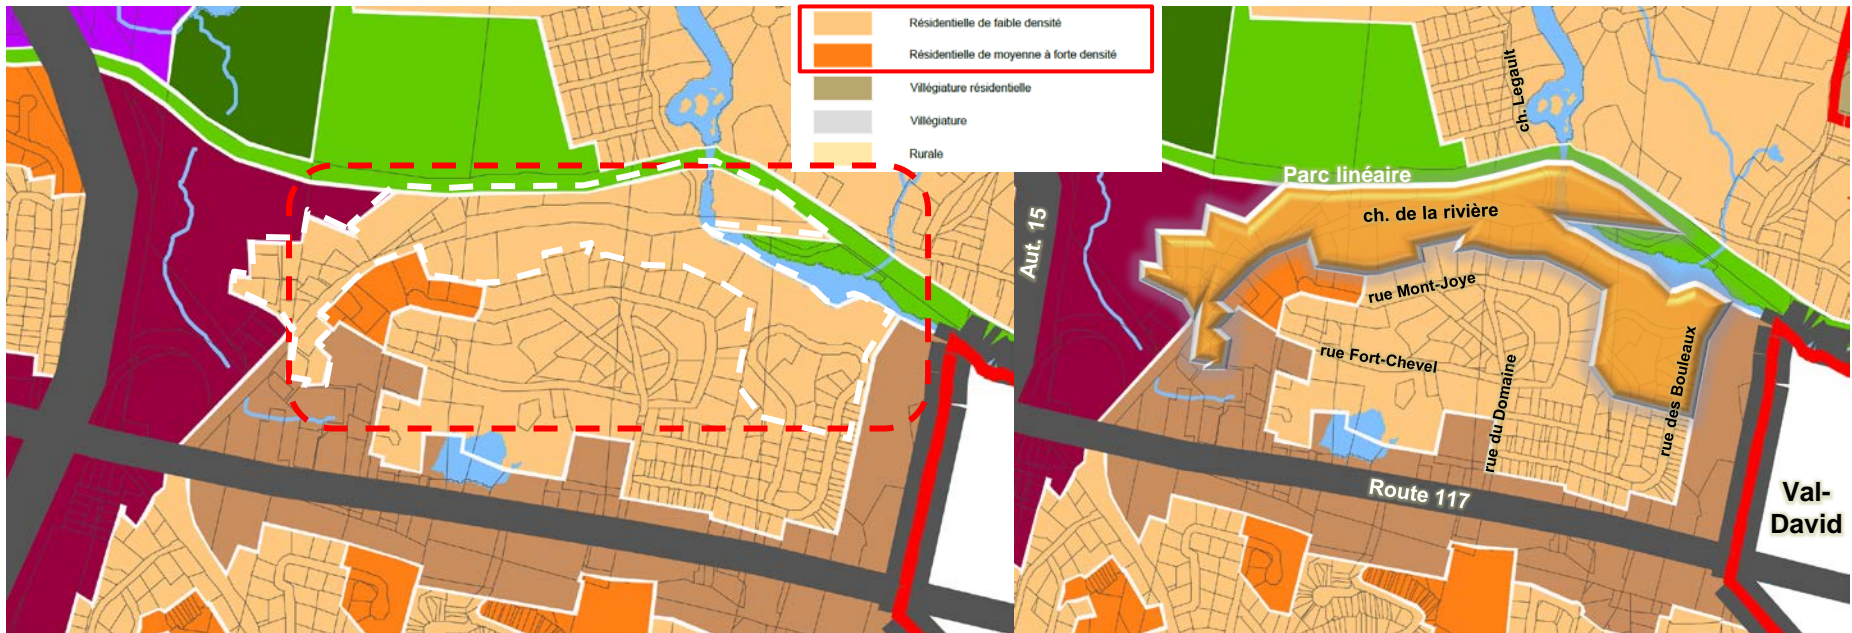 Résidentielle de faible densité
Résidentielle de moyenne à forte densité
Villégiature résidentielle
Villégiature
Rurale
ch. Legault
Parc linéaire
ch. de la rivière
Aut. 15
rue Mont-Joye
rue Fort-Chevel
rue du Domaine
rue des Bouleaux
Route 117
Val-
David